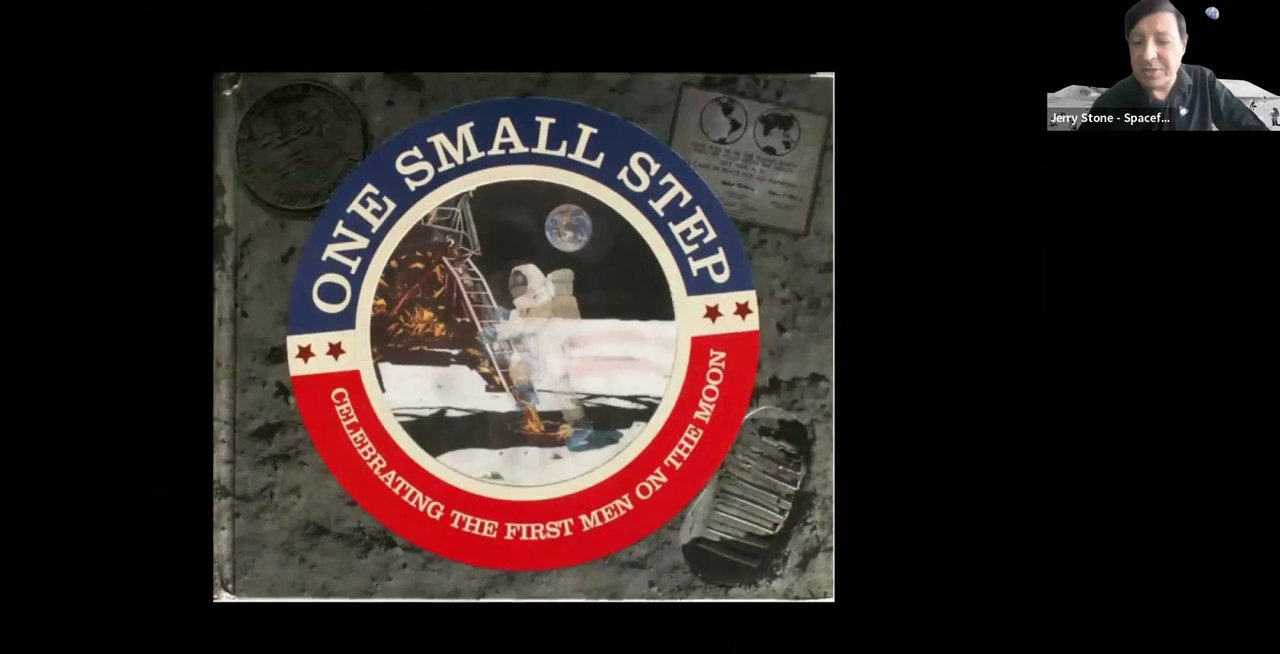 ONE SMALL STEP
CELEBRATING THE FIRST MEN ON THE MOON
Jerry Stone - Spacef...